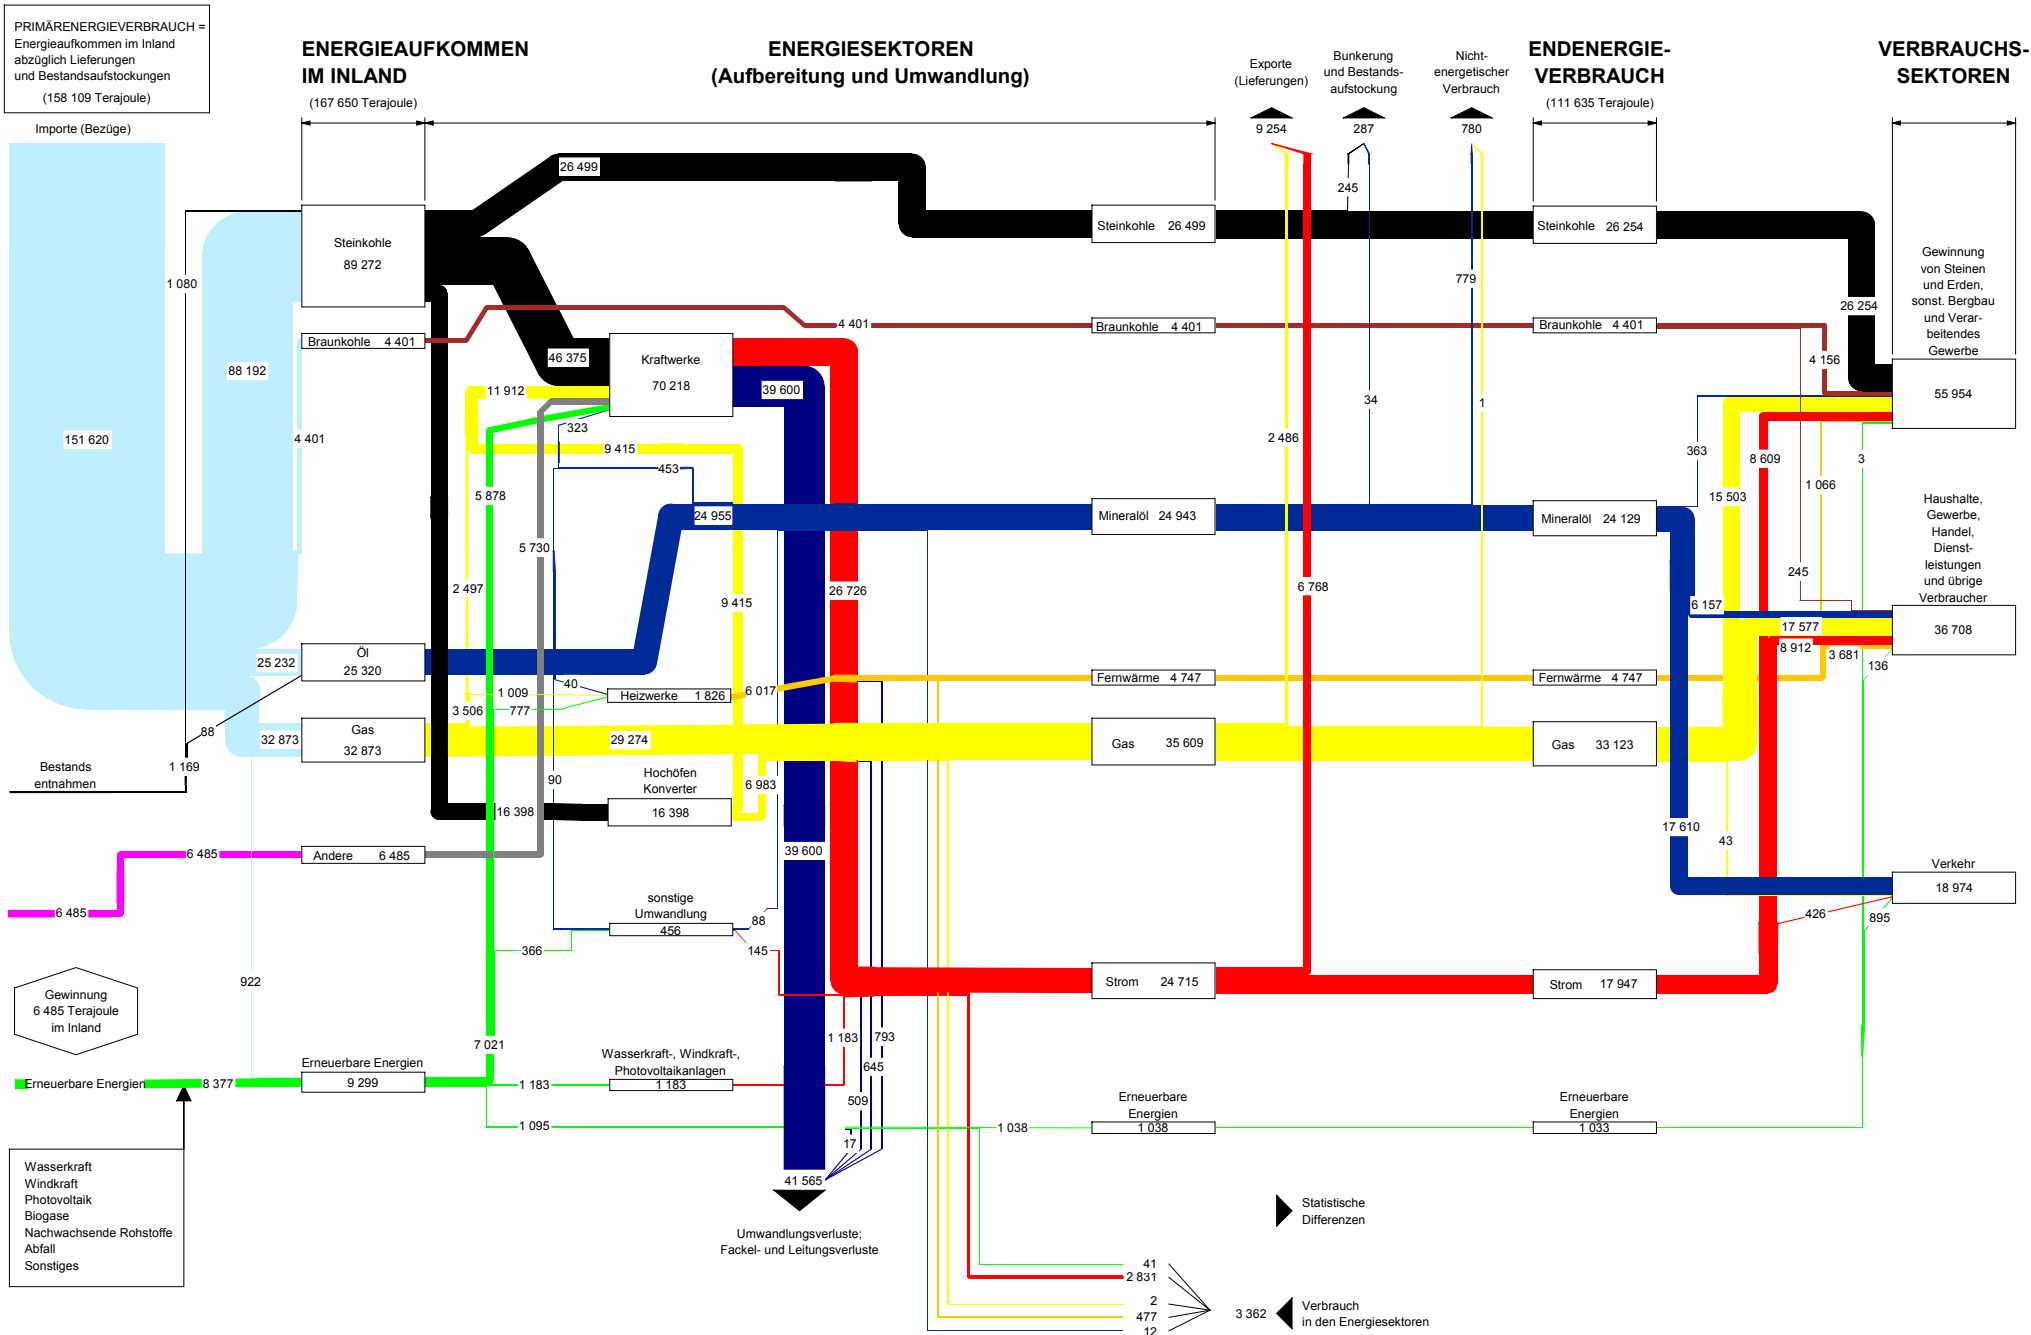 PRIMÄRENERGIEVERBRAUCH =
Energieaufkommen im Inland
abzüglich Lieferungen
und Bestandsaufstockungen
(158 109 Terajoule)
ENERGIEAUFKOMMEN
IM INLAND
(167 650 Terajoule)
ENERGIESEKTOREN
(Aufbereitung und Umwandlung)
Exporte
(Lieferungen)
9 254
Bunkerung
und Bestands-
aufstockung
287
Nicht-
energetischer
Verbrauch
780
ENDENERGIE-
VERBRAUCH
(111 635 Terajoule)
VERBRAUCHS-
SEKTOREN
Importe (Bezüge)
151 620
1 080
88 192
4 401
25 232
32 873
88
1 169
Bestands
entnahmen
6 485
6 485
922
Gewinnung
6 485 Terajoule
im Inland
Erneuerbare Energien
8 377
Wasserkraft
Windkraft
Photovoltaik
Biogase
Nachwachsende Rohstoffe
Abfall
Sonstiges
Steinkohle
89 272
Braunkohle 4 401
Öl
25 320
Gas
32 873
Andere 6 485
Erneuerbare Energien
9 299
26 499
46 375
11 912
323
9 415
453
5 878
5 730
2 497
24 955
9 415
40
1 009
3 506
777
29 274
90
16 398
366
7 021
1 183
1 095
Kraftwerke
70 218
Heizwerke 1 826
Hochöfen
Konverter
16 398
sonstige
Umwandlung
456
Wasserkraft-, Windkraft-,
Photovoltaikanlagen
1 183
4 401
39 600
26 726
6 017
6 983
39 600
88
145
1 183
793
645
509
17
1 038
41 565
Umwandlungsverluste;
Fackel- und Leitungsverluste
Steinkohle 26 499
Braunkohle 4 401
Mineralöl 24 943
Fernwärme 4 747
Gas 35 609
Strom 24 715
Erneuerbare
Energien
1 038
245
34
779
1
2 486
6 768
Steinkohle 26 254
Braunkohle 4 401
Mineralöl 24 129
Fernwärme 4 747
Gas 33 123
Strom 17 947
Erneuerbare
Energien
1 033
26 254
4 156
363
8 609
3
15 503
1 066
245
6 157
17 577
8 912
3 681
136
17 610
43
426
895
Gewinnung
von Steinen
und Erden,
sonst. Bergbau
und Verar-
beitendes
Gewerbe
55 954
Haushalte,
Gewerbe,
Handel,
Dienst-
leistungen
und übrige
Verbraucher
36 708
Verkehr
18 974
Statistische
Differenzen
41
2 831
2
477
12
3 362
Verbrauch
in den Energiesektoren